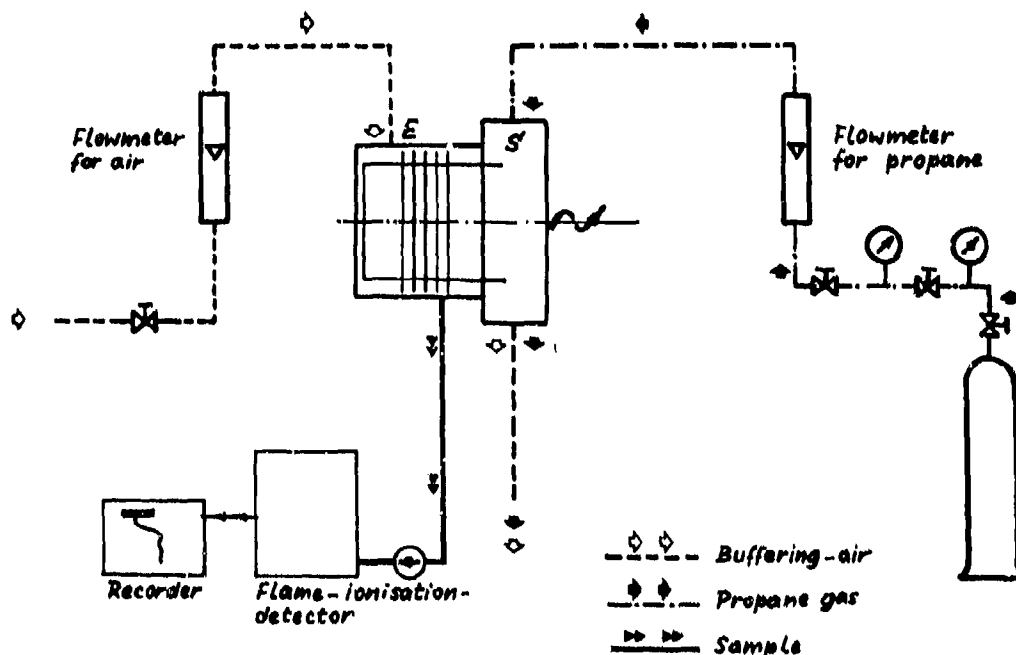 Flowmeter
for air
E
S
Flowmeter
for propane
Recorder
Flame-ionisation-
detector
Buffering-air
Propane gas
Sample